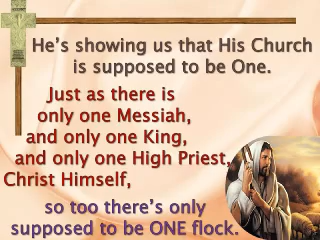 He's showing us that His Church
is supposed to be One.
Just as there is
only one Messiah,
and only one King,
and only one High Priest,
Christ Himself,
so too there's only
supposed to be ONE flock.